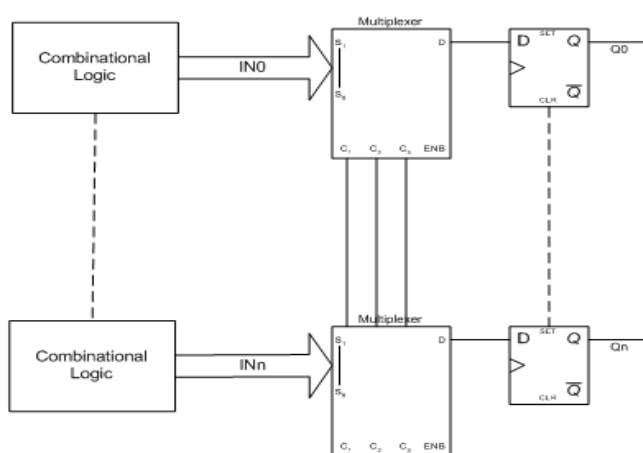 Multiplexer
Combinational
Logic
IN0
S₁
S₈
D
C₁ C₂ C₃ ENB
D SET Q
Q
CLR
Q0
Multiplexer
Combinational
Logic
INn
S₁
S₈
D
C₁ C₂ C₃ ENB
D SET Q
Q
CLR
Qn